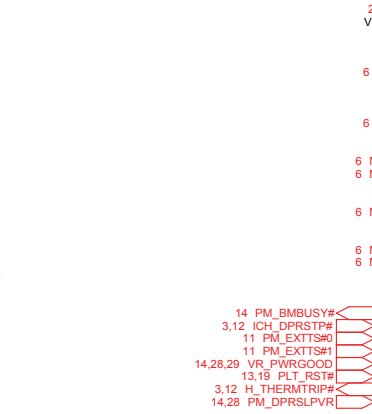 2
V
6
6
6 M
6 M
6 M
6 M
6 M
14 PM_BMBUSY#
3,12 ICH_DPRSTP#
11 PM_EXTTS#0
11 PM_EXTTS#1
14,28,29 VR_PWRGOOD
13,19 PLT_RST#
3,12 H_THERMTRIP#
14,28 PM_DPRSLPVR